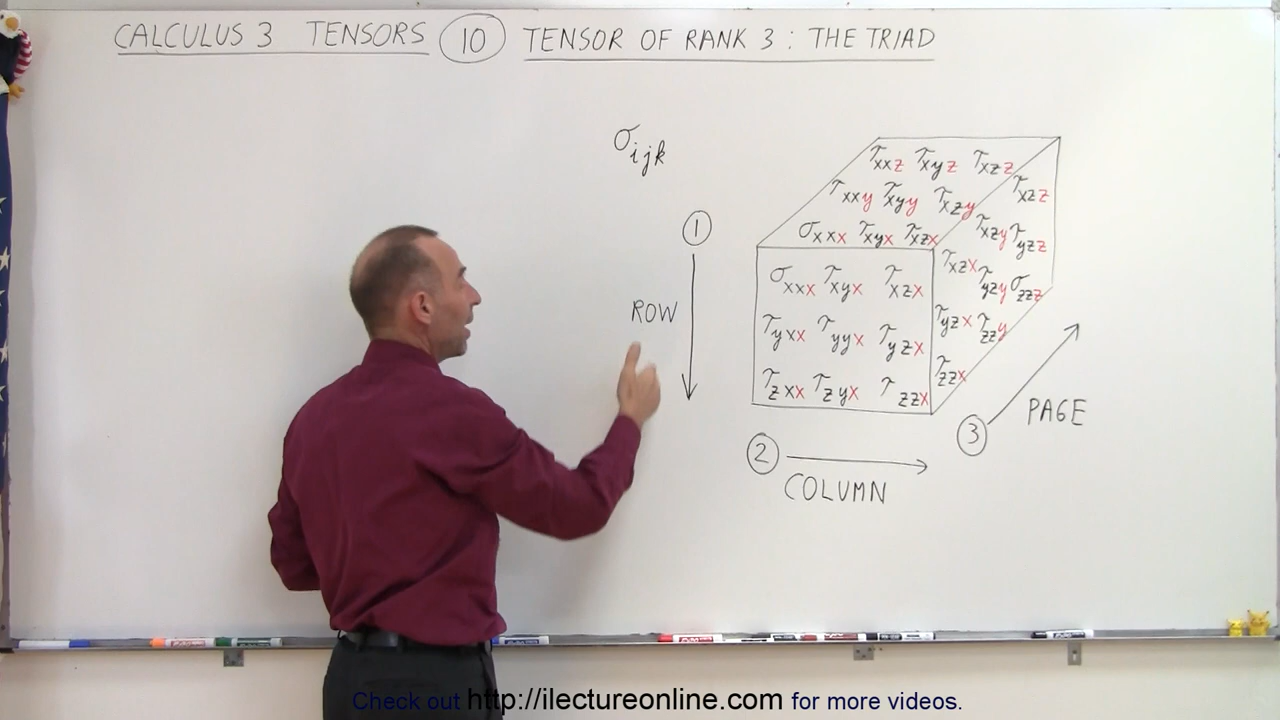 CALCULUS 3 TENSORS 10 TENSOR OF RANK 3 : THE TRIAD
σijk
τxxz τxyz τxzz
τxxy τxyy τxzy
σxxx τxyx τxzx
1
ROW
σxxx τxyx τxzx
τyxx τyyx τyzx
τzxx τzyx τzzx
τxzz
τxzy τyzz
τxzx τyzy σzzz
τyzx τzzy
τzzx
2
COLUMN
3
PAGE
Check out http://ilectureonline.com for more videos.